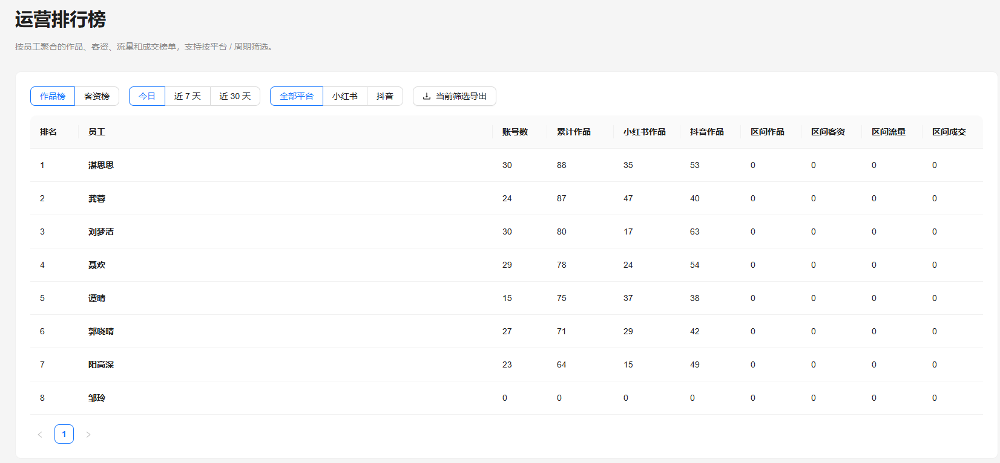 运营排行榜
按员工聚合的作品、客资、流量和成交榜单，支持按平台 / 周期筛选。
作品榜 客资榜 今日 近 7 天 近 30 天 全部平台 小红书 抖音 当前筛选导出
排名 员工 账号数 累计作品 小红书作品 抖音作品 区间作品 区间客资 区间流量 区间成交
1 湛思思 30 88 35 53 0 0 0 0
2 龚蓉 24 87 47 40 0 0 0 0
3 刘梦洁 30 80 17 63 0 0 0 0
4 聂欢 29 78 24 54 0 0 0 0
5 谭晴 15 75 37 38 0 0 0 0
6 郭晓晴 27 71 29 42 0 0 0 0
7 阳高深 23 64 15 49 0 0 0 0
8 邹玲 0 0 0 0 0 0 0 0
1